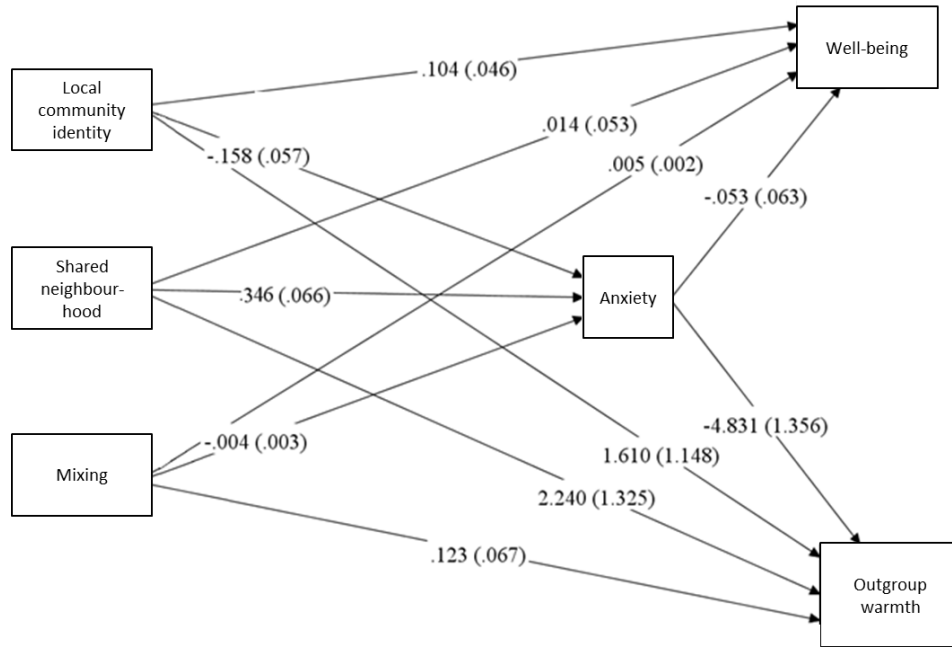 Well-being
.104 (.046)
Local
community
identity
.014 (.053)
-.158 (.057)
.005 (.002)
-.053 (.063)
Shared
neighbour-
hood
.346 (.066)
Anxiety
-.004 (.003)
-4.831 (1.356)
Mixing
1.610 (1.148)
2.240 (1.325)
.123 (.067)
Outgroup
warmth